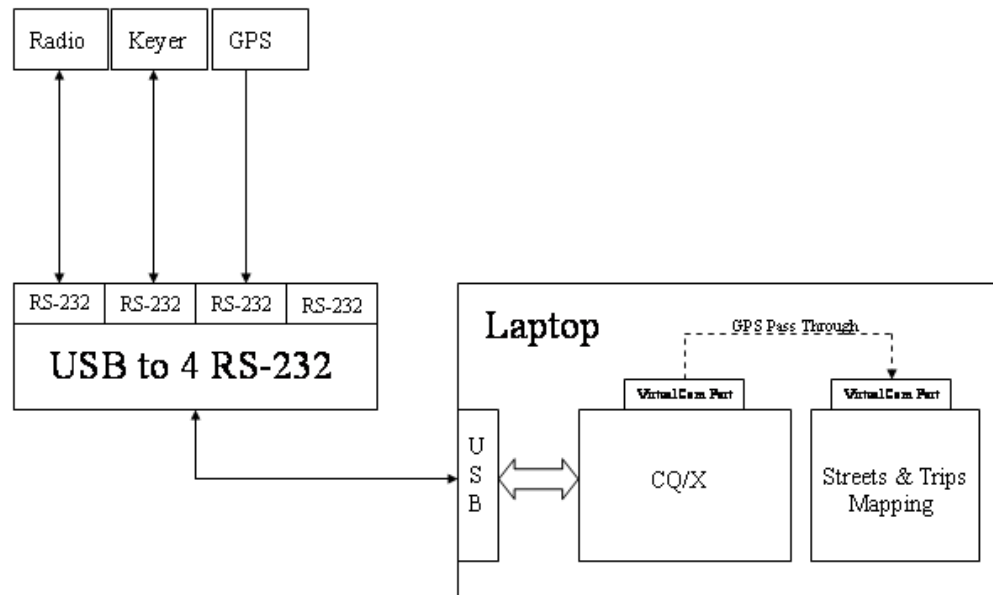 Radio
Keyer
GPS
RS-232
RS-232
RS-232
RS-232
USB to 4 RS-232
Laptop
GPS Pass Through
Virtual Com Port
Virtual Com Port
U
S
B
CQ/X
Streets & Trips
Mapping